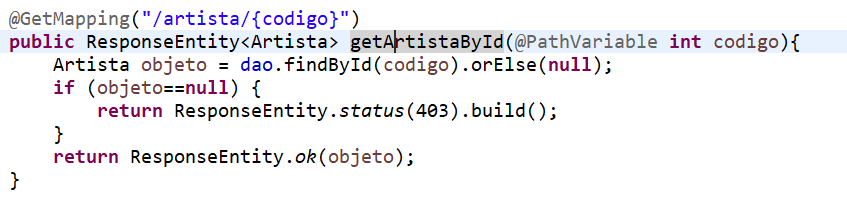 @GetMapping("/artista/{codigo}")
public ResponseEntity<Artista> getArtistaById(@PathVariable int codigo){
    Artista objeto = dao.findById(codigo).orElse(null);
    if (objeto==null) {
        return ResponseEntity.status(403).build();
    }
    return ResponseEntity.ok(objeto);
}